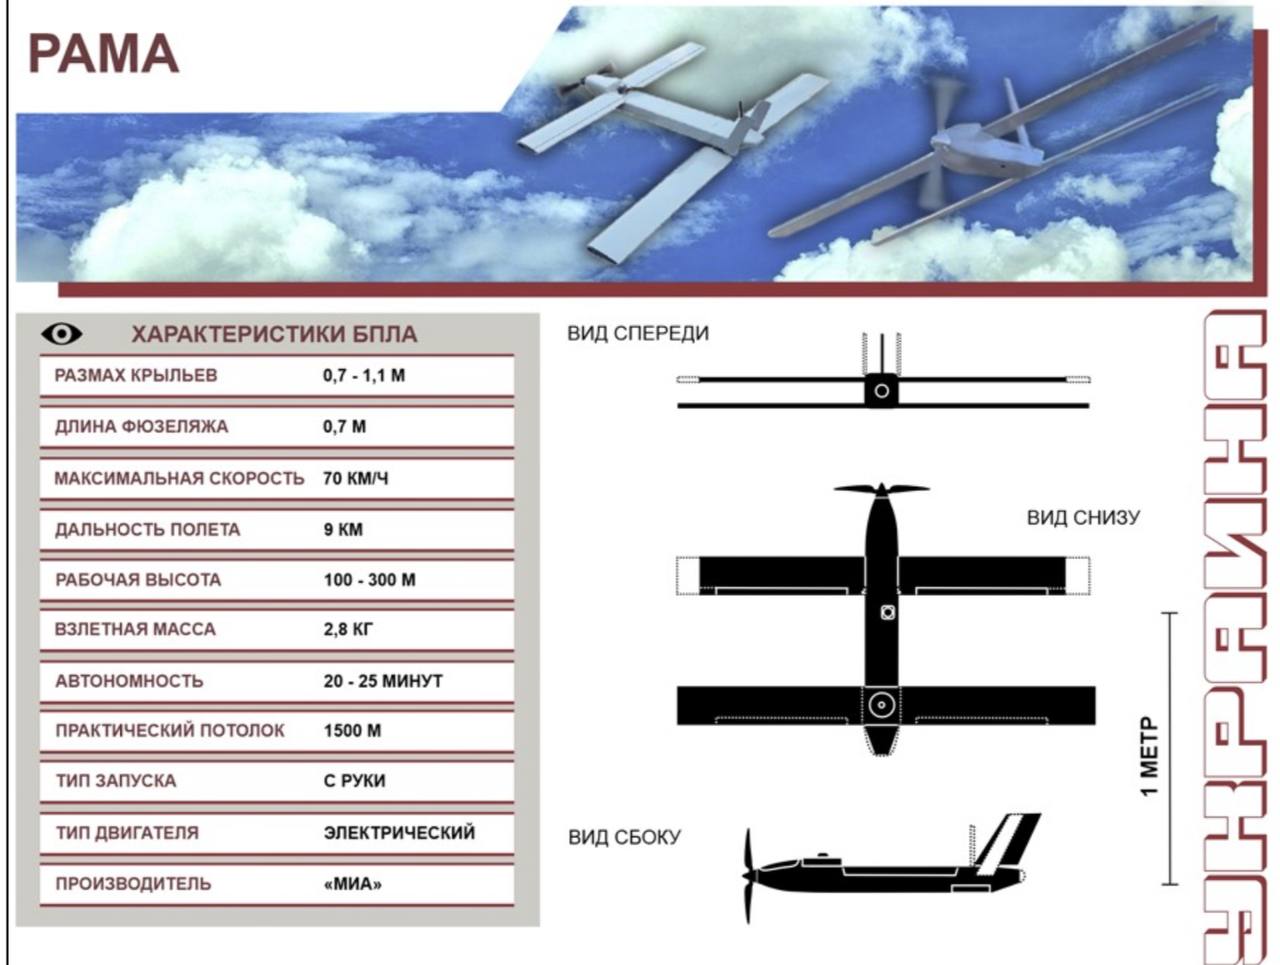 РАМА
ХАРАКТЕРИСТИКИ БПЛА
РАЗМАХ КРЫЛЬЕВ 0,7 - 1,1 М
ДЛИНА ФЮЗЕЛЯЖА 0,7 М
МАКСИМАЛЬНАЯ СКОРОСТЬ 70 КМ/Ч
ДАЛЬНОСТЬ ПОЛЕТА 9 КМ
РАБОЧАЯ ВЫСОТА 100 - 300 М
ВЗЛЕТНАЯ МАССА 2,8 КГ
АВТОНОМНОСТЬ 20 - 25 МИНУТ
ПРАКТИЧЕСКИЙ ПОТОЛОК 1500 М
ТИП ЗАПУСКА С РУКИ
ТИП ДВИГАТЕЛЯ ЭЛЕКТРИЧЕСКИЙ
ПРОИЗВОДИТЕЛЬ «МИА»
ВИД СПЕРЕДИ
ВИД СНИЗУ
1 МЕТР
ВИД СБОКУ
УКРАИНА